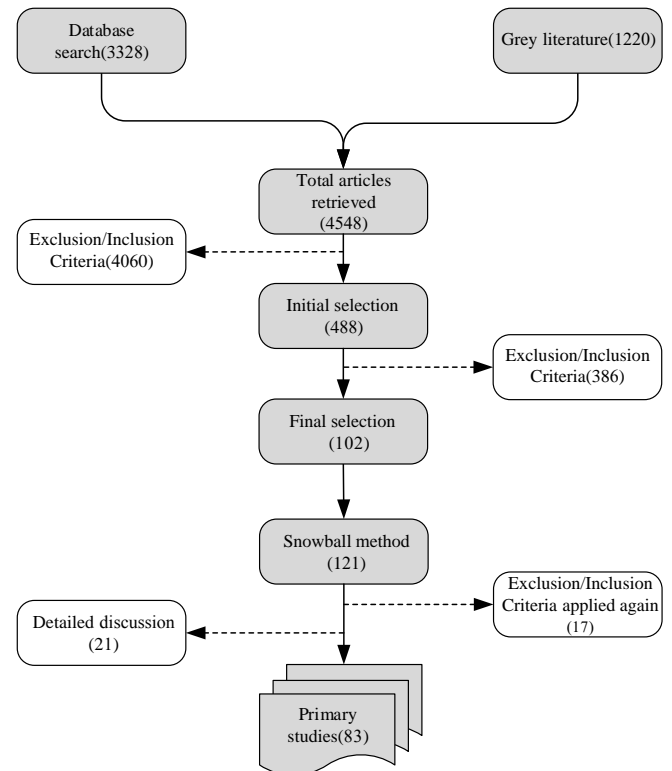 Database
search(3328)
Grey literature(1220)
Total articles
retrieved
(4548)
Exclusion/Inclusion
Criteria(4060)
Initial selection
(488)
Exclusion/Inclusion
Criteria(386)
Final selection
(102)
Snowball method
(121)
Exclusion/Inclusion
Criteria applied again
(17)
Detailed discussion
(21)
Primary
studies(83)